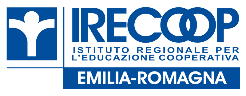 IRECOOP
ISTITUTO REGIONALE PER
L'EDUCAZIONE COOPERATIVA
EMILIA-ROMAGNA